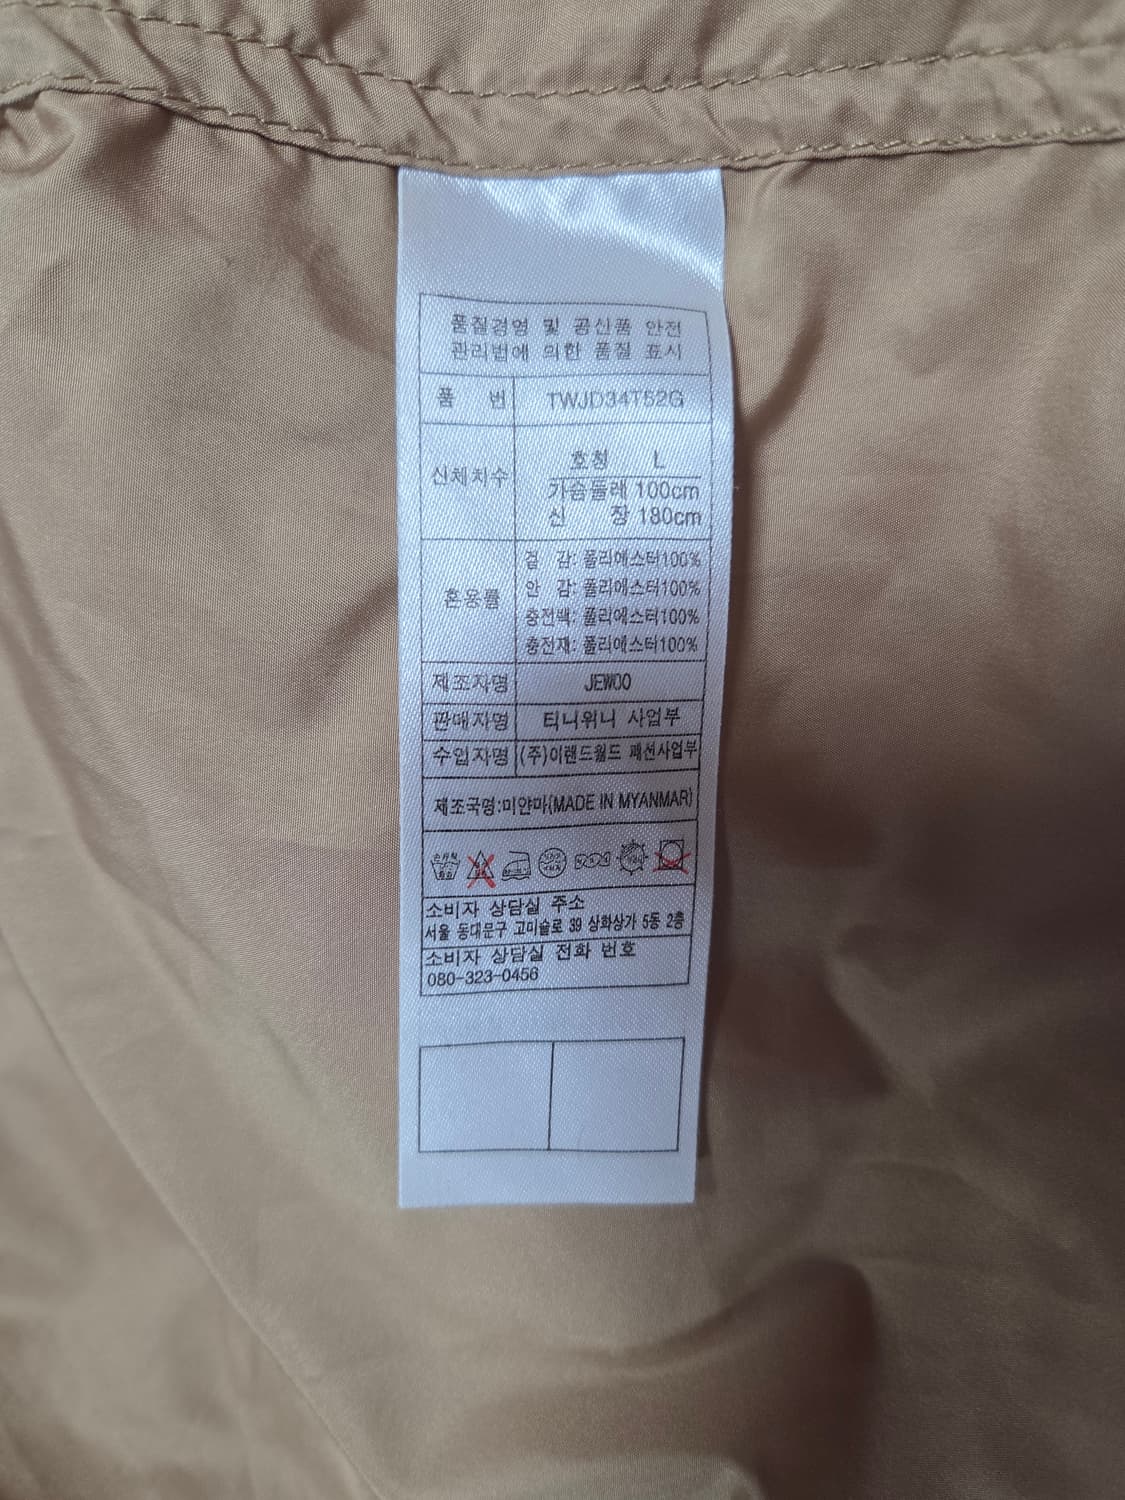 품질경영 및 공산품 안전
관리법에 의한 품질 표시
품 번 TWJD34T52G
신체치수
호칭 L
가슴둘레 100cm
신 장 180cm
혼용률
겉 감: 폴리에스터100%
안 감: 폴리에스터100%
충전백: 폴리에스터100%
충전재: 폴리에스터100%
제조자명 JEWOO
판매자명 티니위니 사업부
수입자명 (주)이랜드월드 패션사업부
제조국명:미얀마(MADE IN MYANMAR)
소비자 상담실 주소
서울 동대문구 고미술로 39 상화상가 5동 2층
소비자 상담실 전화 번호
080-323-0456